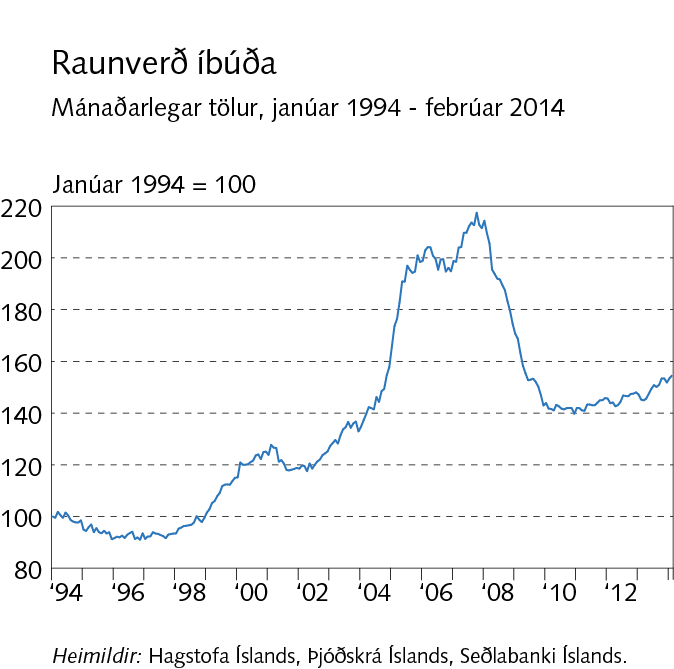 Raunverð íbúða
Mánaðarlegar tölur, janúar 1994 - febrúar 2014
Janúar 1994 = 100
220
200
180
160
140
120
100
80
‘94 ‘96 ‘98 ‘00 ‘02 ‘04 ‘06 ‘08 ‘10 ‘12
Heimildir: Hagstofa Íslands, Þjóðskrá Íslands, Seðlabanki Íslands.